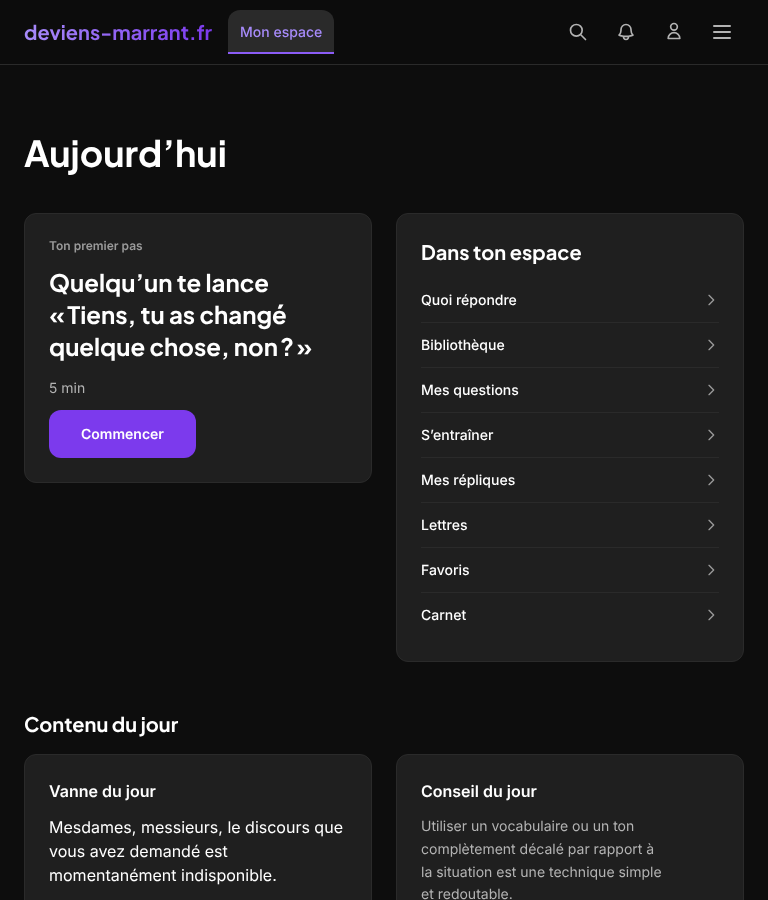 deviens-marrant.fr
Mon espace
Aujourd’hui
Ton premier pas
Quelqu’un te lance
« Tiens, tu as changé
quelque chose, non ? »
5 min
Commencer
Dans ton espace
Quoi répondre
Bibliothèque
Mes questions
S’entraîner
Mes répliques
Lettres
Favoris
Carnet
Contenu du jour
Vanne du jour
Mesdames, messieurs, le discours que
vous avez demandé est
momentanément indisponible.
Conseil du jour
Utiliser un vocabulaire ou un ton
complètement décalé par rapport à
la situation est une technique simple
et redoutable.